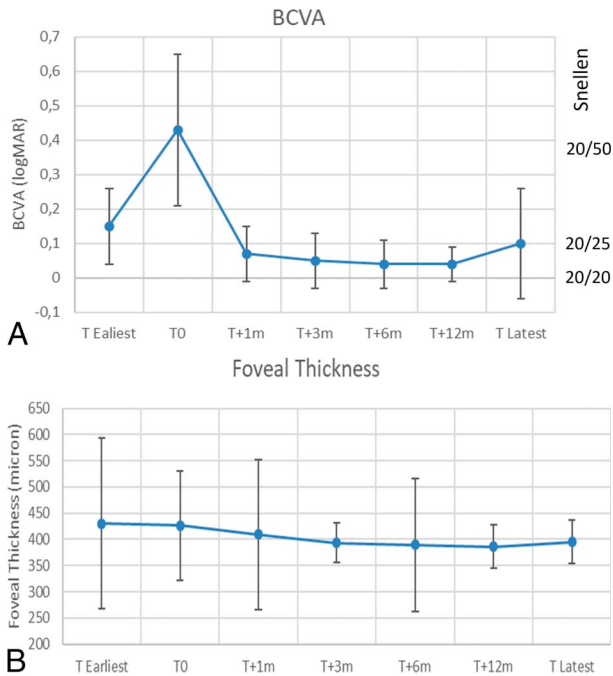 BCVA
0,7
0,6
0,5
0,4
0,3
0,2
0,1
0
-0,1
BCVA (logMAR)
Snellen
20/50
20/25
20/20
T Ealiest T0 T+1m T+3m T+6m T+12m T Latest
A
Foveal Thickness
650
600
550
500
450
400
350
300
250
200
Foveal Thickness (micron)
T Earliest T0 T+1m T+3m T+6m T+12m T Latest
B